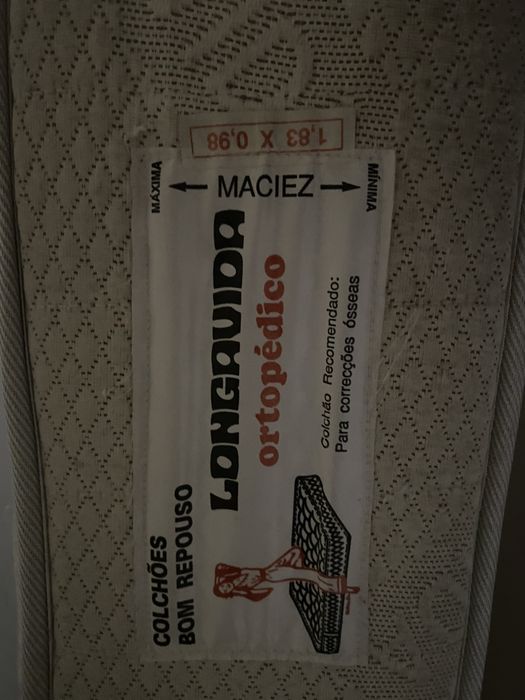 1,83 X 0,98
MÁXIMA ← MACIEZ → MÍNIMA
COLCHÕES
BOM REPOUSO
LONGAVIDA
ortopédico
Colchão Recomendado:
Para correcções ósseas